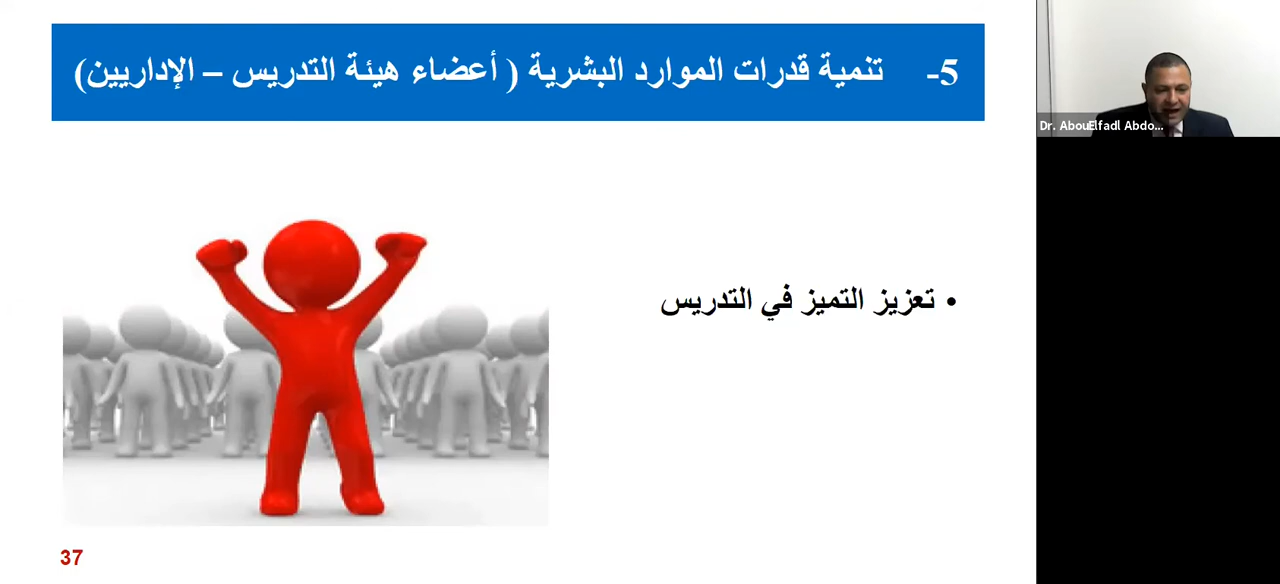 5- تنمية قدرات الموارد البشرية ( أعضاء هيئة التدريس – الإداريين)
Dr. AbouElfadl Abdo...
• تعزيز التميز في التدريس
37